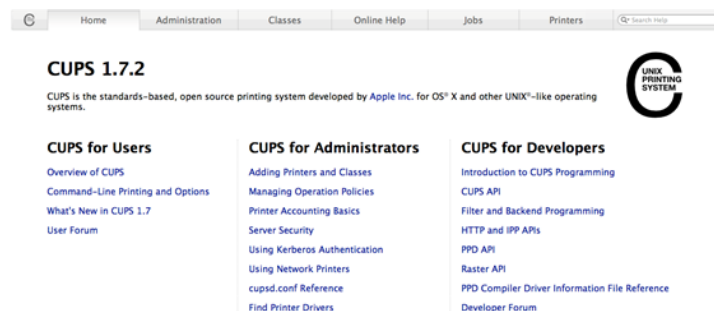 Home Administration Classes Online Help Jobs Printers Search Help
CUPS 1.7.2
UNIX
PRINTING
SYSTEM
CUPS is the standards-based, open source printing system developed by Apple Inc. for OS® X and other UNIX®-like operating
systems.
CUPS for Users
Overview of CUPS
Command-Line Printing and Options
What's New in CUPS 1.7
User Forum
CUPS for Administrators
Adding Printers and Classes
Managing Operation Policies
Printer Accounting Basics
Server Security
Using Kerberos Authentication
Using Network Printers
cupsd.conf Reference
Find Printer Drivers
CUPS for Developers
Introduction to CUPS Programming
CUPS API
Filter and Backend Programming
HTTP and IPP APIs
PPD API
Raster API
PPD Compiler Driver Information File Reference
Developer Forum